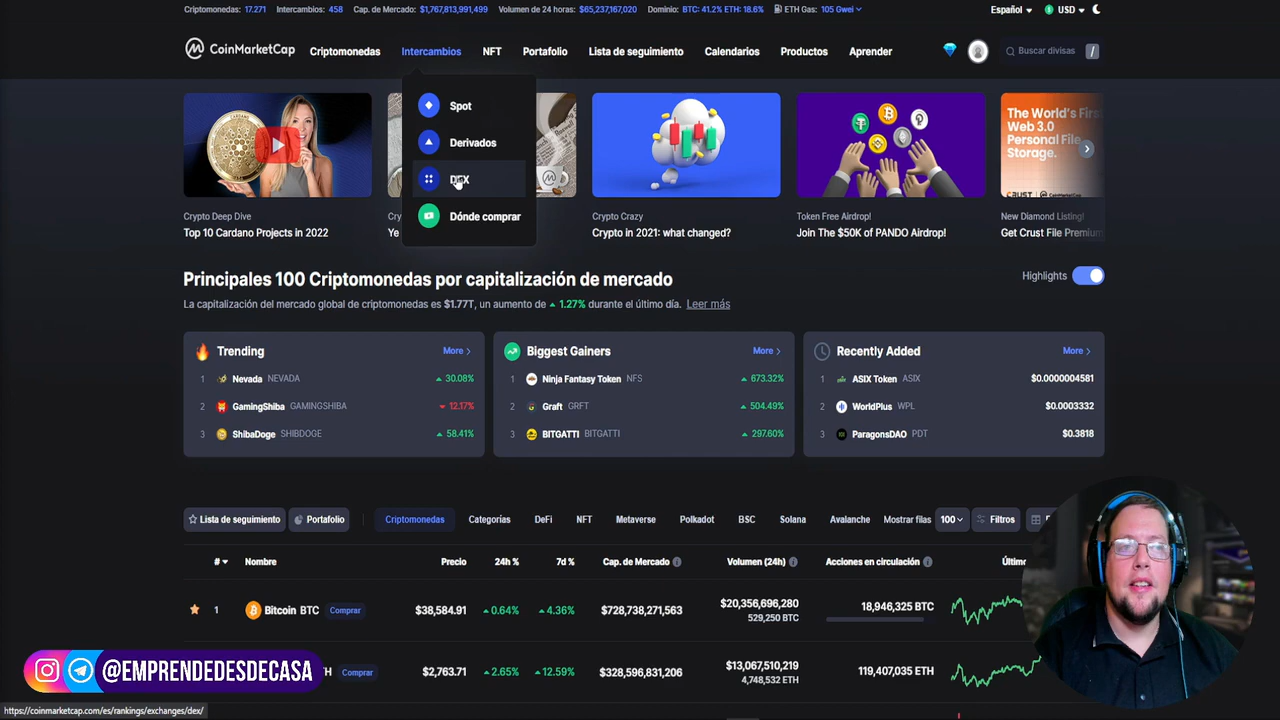 Criptomonedas: 17.271 Intercambios: 458 Cap. de Mercado: $1,767,813,991,499 Volumen de 24 horas: $65,237,167,020 Dominio: BTC: 41.2% ETH: 18.6% ETH Gas: 105 Gwei Español USD
CoinMarketCap Criptomonedas Intercambios NFT Portafolio Lista de seguimiento Calendarios Productos Aprender Buscar divisas /
Spot
Derivados
DEX
Dónde comprar
The World's First
Web 3.0
Personal File
Storage.
CRUST
Crypto Deep Dive
Top 10 Cardano Projects in 2022
Cry
Ye
Crypto Crazy
Crypto in 2021: what changed?
Token Free Airdrop!
Join The $50K of PANDO Airdrop!
New Diamond Listing!
Get Crust File Premium
Principales 100 Criptomonedas por capitalización de mercado
Highlights
La capitalización del mercado global de criptomonedas es $1.77T, un aumento de 1.27% durante el último día. Leer más
Trending More
1 Nevada NEVADA 30.08%
2 GamingShiba GAMINGSHIBA 12.17%
3 ShibaDoge SHIBDOGE 58.41%
Biggest Gainers More
1 Ninja Fantasy Token NFS 673.32%
2 Graft GRFT 504.49%
3 BITGATTI BITGATTI 297.60%
Recently Added More
1 ASIX Token ASIX $0.0000004581
2 WorldPlus WPL $0.0003332
3 ParagonsDAO PDT $0.3818
Lista de seguimiento Portafolio Criptomonedas Categories DeFi NFT Metaverse Polkadot BSC Solana Avalanche Mostrar filas 100 Filtros
# Nombre Precio 24h % 7d % Cap. de Mercado Volumen (24h) Acciones en circulación Últim
1 Bitcoin BTC Comprar $38,584.91 0.64% 4.36% $728,738,271,563 $20,356,696,280 18,946,325 BTC
529,250 BTC
TH Comprar $2,763.71 2.65% 12.59% $328,596,831,206 $13,067,510,219 119,407,035 ETH
4,748,532 ETH
@EMPRENDEDESDECASA
https://coinmarketcap.com/es/rankings/exchanges/dex/